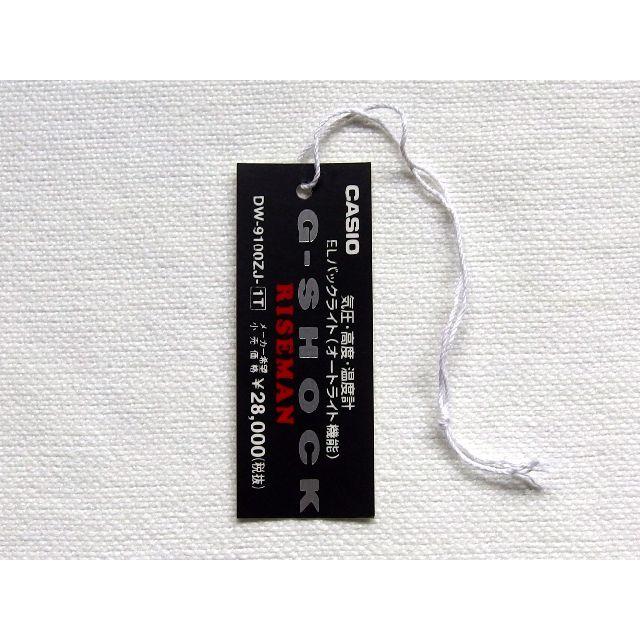 CASIO
気圧・高度・温度計
ELバックライト(オートライト機能)
G-SHOCK
RISEMAN
DW-9100ZJ-1T メーカー希望小売価格 ¥28,000(税抜)